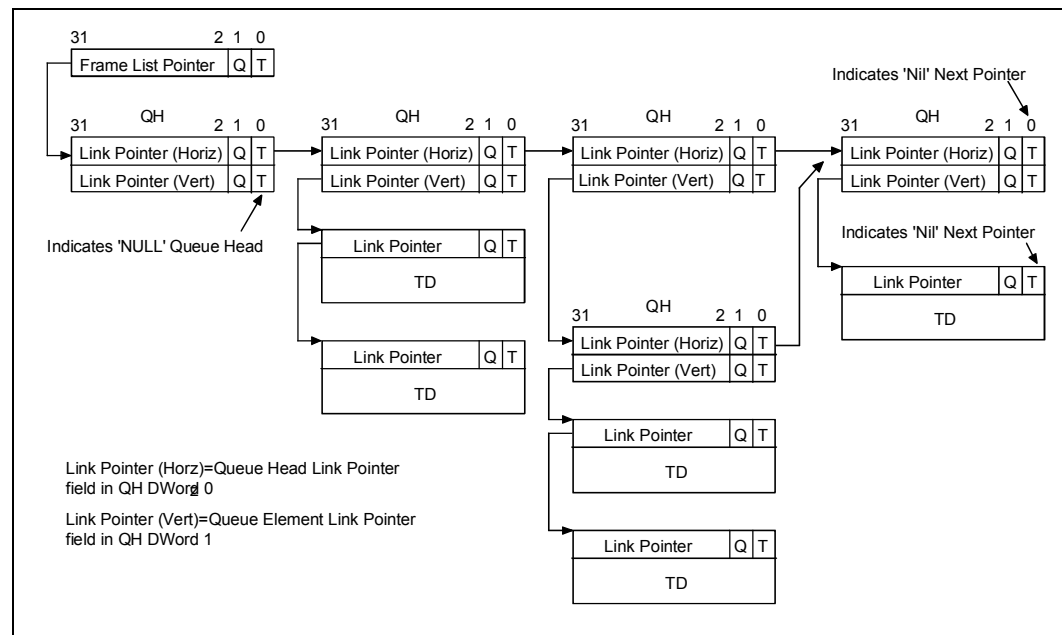 31 2 1 0
Frame List Pointer Q T
Indicates 'Nil' Next Pointer
QH QH QH QH
31 2 1 0 31 2 1 0 31 2 1 0 31 2 1 0
Link Pointer (Horiz) Q T Link Pointer (Horiz) Q T Link Pointer (Horiz) Q T Link Pointer (Horiz) Q T
Link Pointer (Vert) Q T Link Pointer (Vert) Q T Link Pointer (Vert) Q T Link Pointer (Vert) Q T
Indicates 'NULL' Queue Head
Link Pointer Q T
TD
Indicates 'Nil' Next Pointer
Link Pointer Q T
TD
QH
31 2 1 0
Link Pointer (Horiz) Q T
Link Pointer (Vert) Q T
Link Pointer Q T
TD
Link Pointer Q T
TD
Link Pointer Q T
TD
Link Pointer (Horz)=Queue Head Link Pointer
field in QH DWord 0
Link Pointer (Vert)=Queue Element Link Pointer
field in QH DWord 1